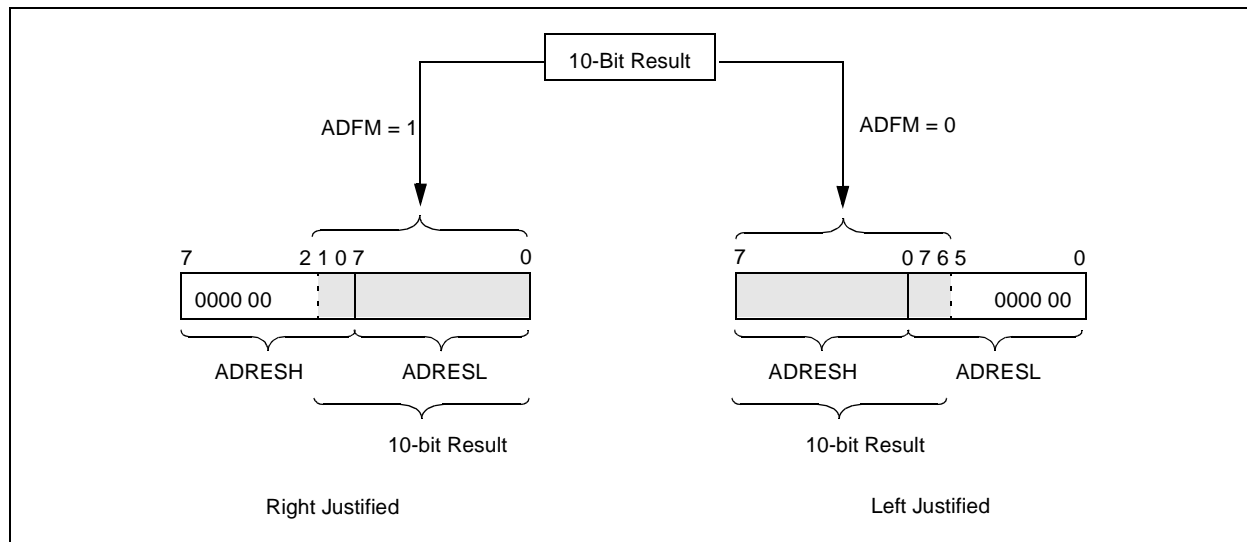 10-Bit Result
ADFM = 1
ADFM = 0
7 2 1 0 7 0
7 0 7 6 5 0
0000 00
0000 00
ADRESH ADRESL
ADRESH ADRESL
10-bit Result
10-bit Result
Right Justified
Left Justified